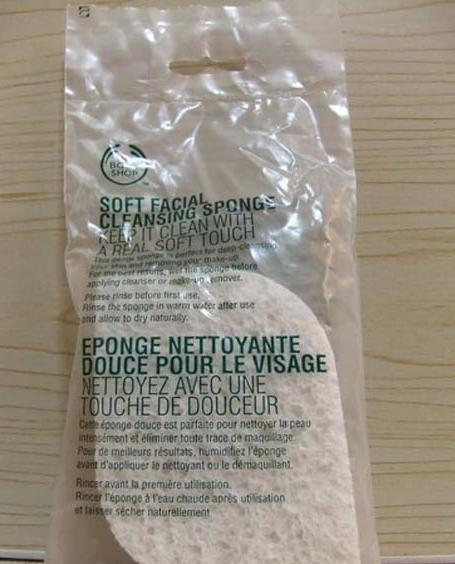 BODY
SHOP
SOFT FACIAL
CLEANSING SPONGE
KEEP IT CLEAN WITH
A REAL SOFT TOUCH
This gentle sponge is perfect for deep-cleansing
your skin and removing your make-up.
For the best results, wet the sponge before
applying cleanser or make-up remover.
Please rinse before first use.
Rinse the sponge in warm water after use
and allow to dry naturally.
EPONGE NETTOYANTE
DOUCE POUR LE VISAGE
NETTOYEZ AVEC UNE
TOUCHE DE DOUCEUR
Cette éponge douce est parfaite pour nettoyer la peau
intensément et éliminer toute trace de maquillage.
Pour de meilleurs résultats, humidifiez l'éponge
avant d'appliquer le nettoyant ou le démaquillant.
Rincer avant la première utilisation.
Rincer l'éponge à l'eau chaude après utilisation
et laisser sécher naturellement